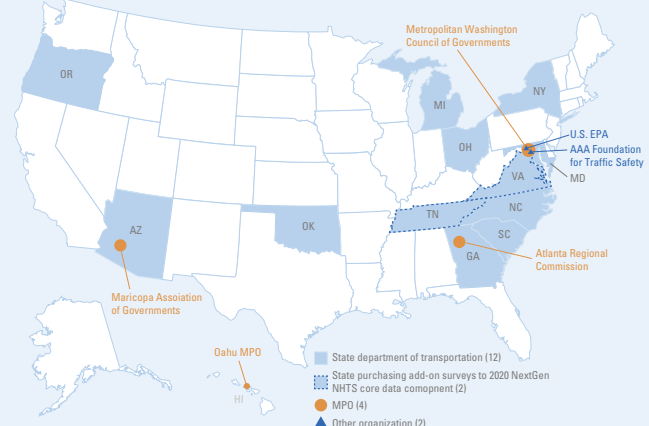 Metropolitan Washington
Council of Governments
OR
MI
NY
OH
U.S. EPA
AAA Foundation
for Traffic Safety
MD
VA
TN
NC
OK
SC
AZ
GA
Atlanta Regional
Commission
Maricopa Assoiation
of Governments
Oahu MPO
HI
State department of transportation (12)
State purchasing add-on surveys to 2020 NextGen
NHTS core data comopnent (2)
MPO (4)
Other organization (2)